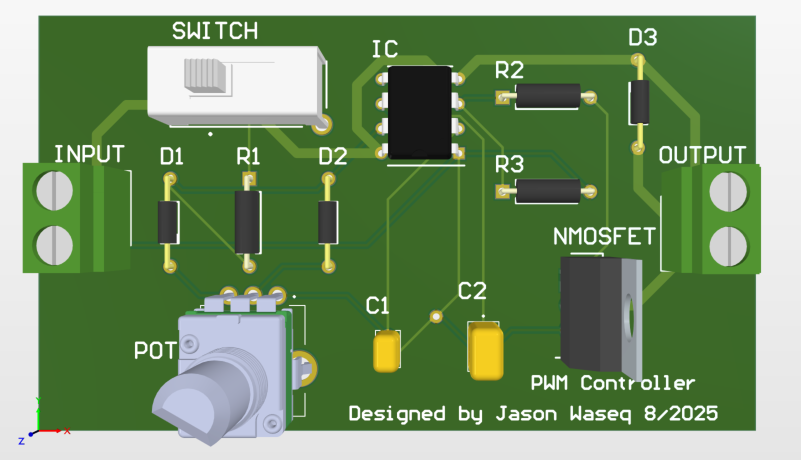 SWITCH
IC
D3
R2
INPUT
D1
R1
D2
R3
OUTPUT
NMOSFET
C1
C2
POT
PWM Controller
Designed by Jason Waseq 8/2025
Y
X
Z